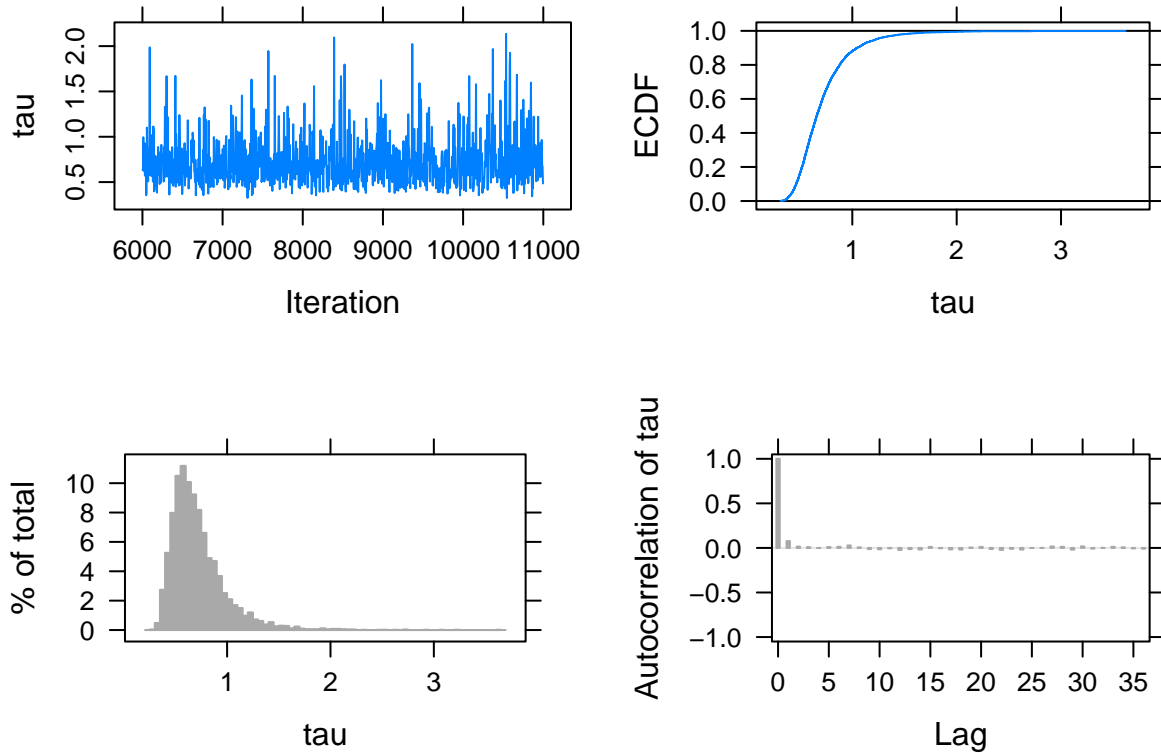 tau
2.0
1.5
1.0
0.5
6000 7000 8000 9000 10000 11000
Iteration
ECDF
1.0
0.8
0.6
0.4
0.2
0.0
1 2 3
tau
% of total
10
8
6
4
2
0
1 2 3
tau
Autocorrelation of tau
1.0
0.5
0.0
−0.5
−1.0
0 5 10 15 20 25 30 35
Lag